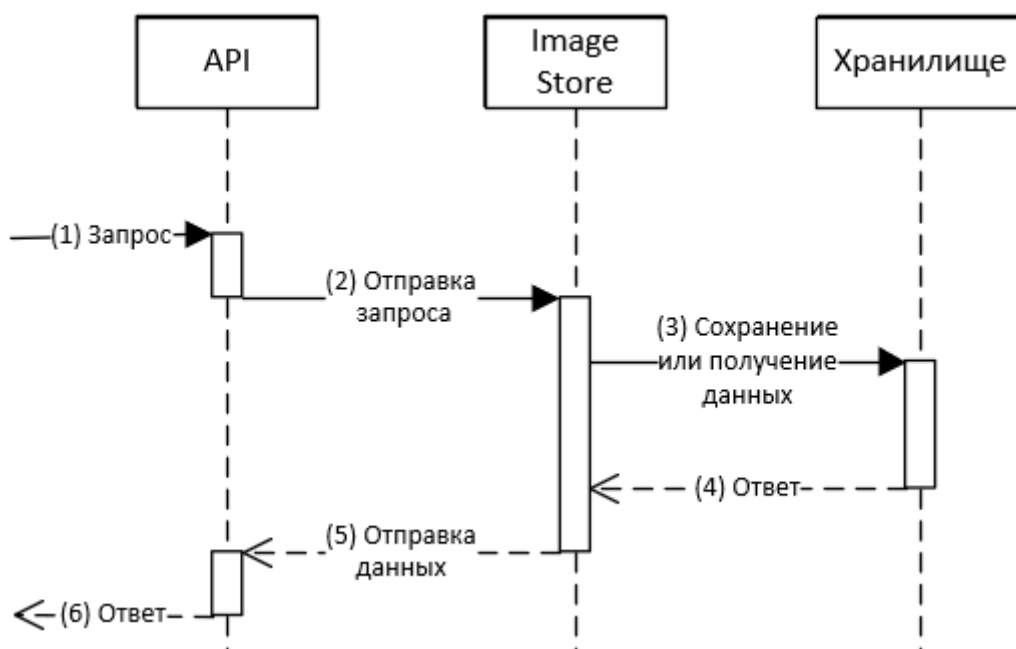 API
Image
Store
Хранилище
(1) Запрос
(2) Отправка
запроса
(3) Сохранение
или получение
данных
(4) Ответ
(5) Отправка
данных
(6) Ответ